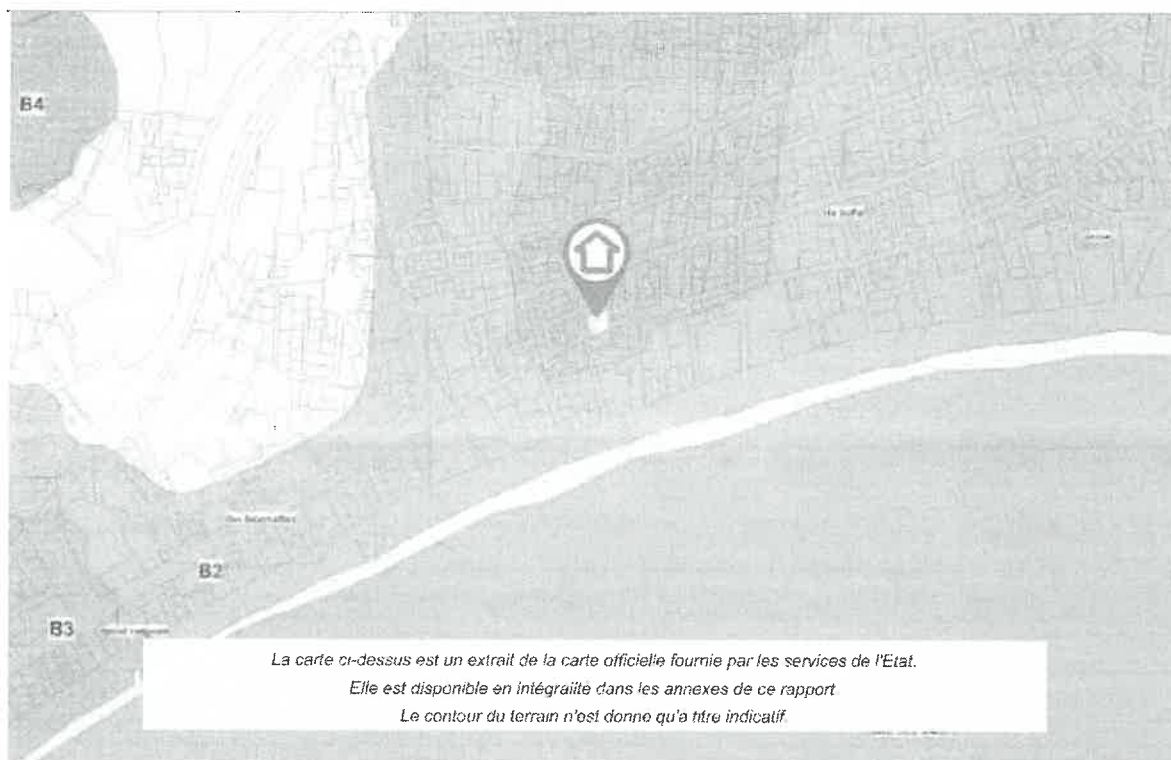 B4
B2
B3
La carte ci-dessus est un extrait de la carte officielle fournie par les services de l'Etat.
Elle est disponible en intégralité dans les annexes de ce rapport
Le contour du terrain n'est donné qu'à titre indicatif.